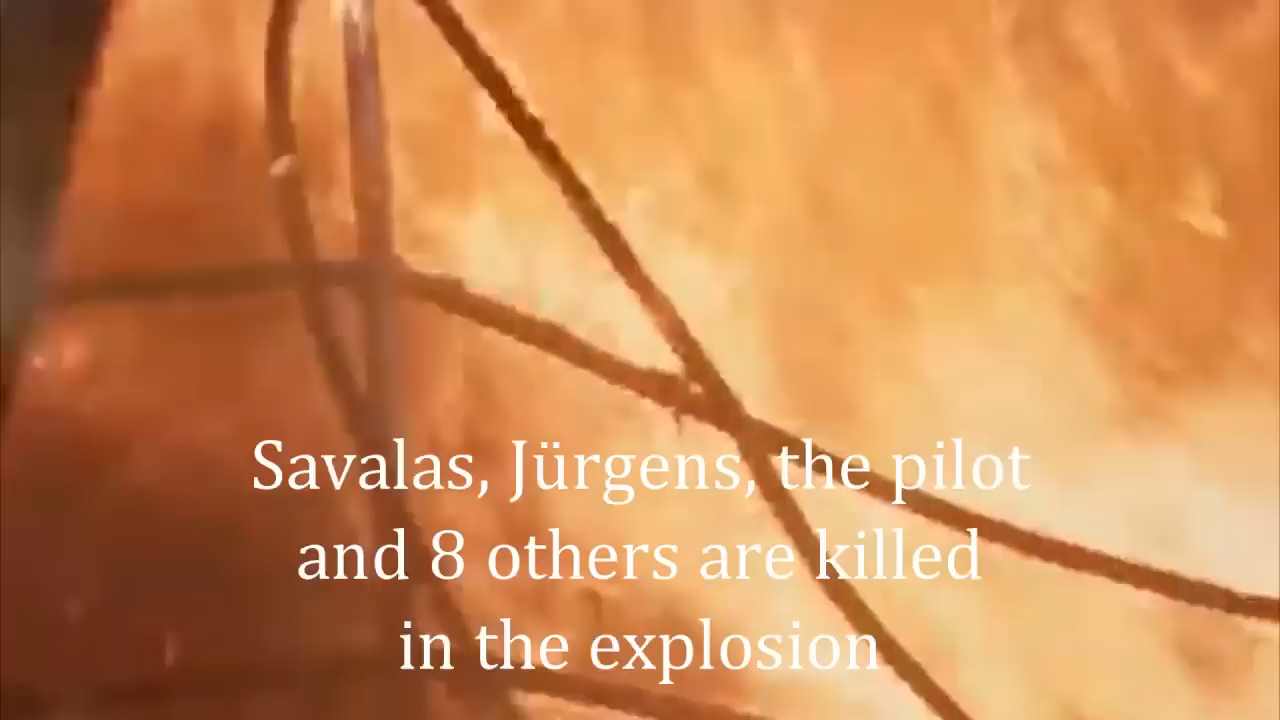 Savalas, Jürgens, the pilot
and 8 others are killed
in the explosion